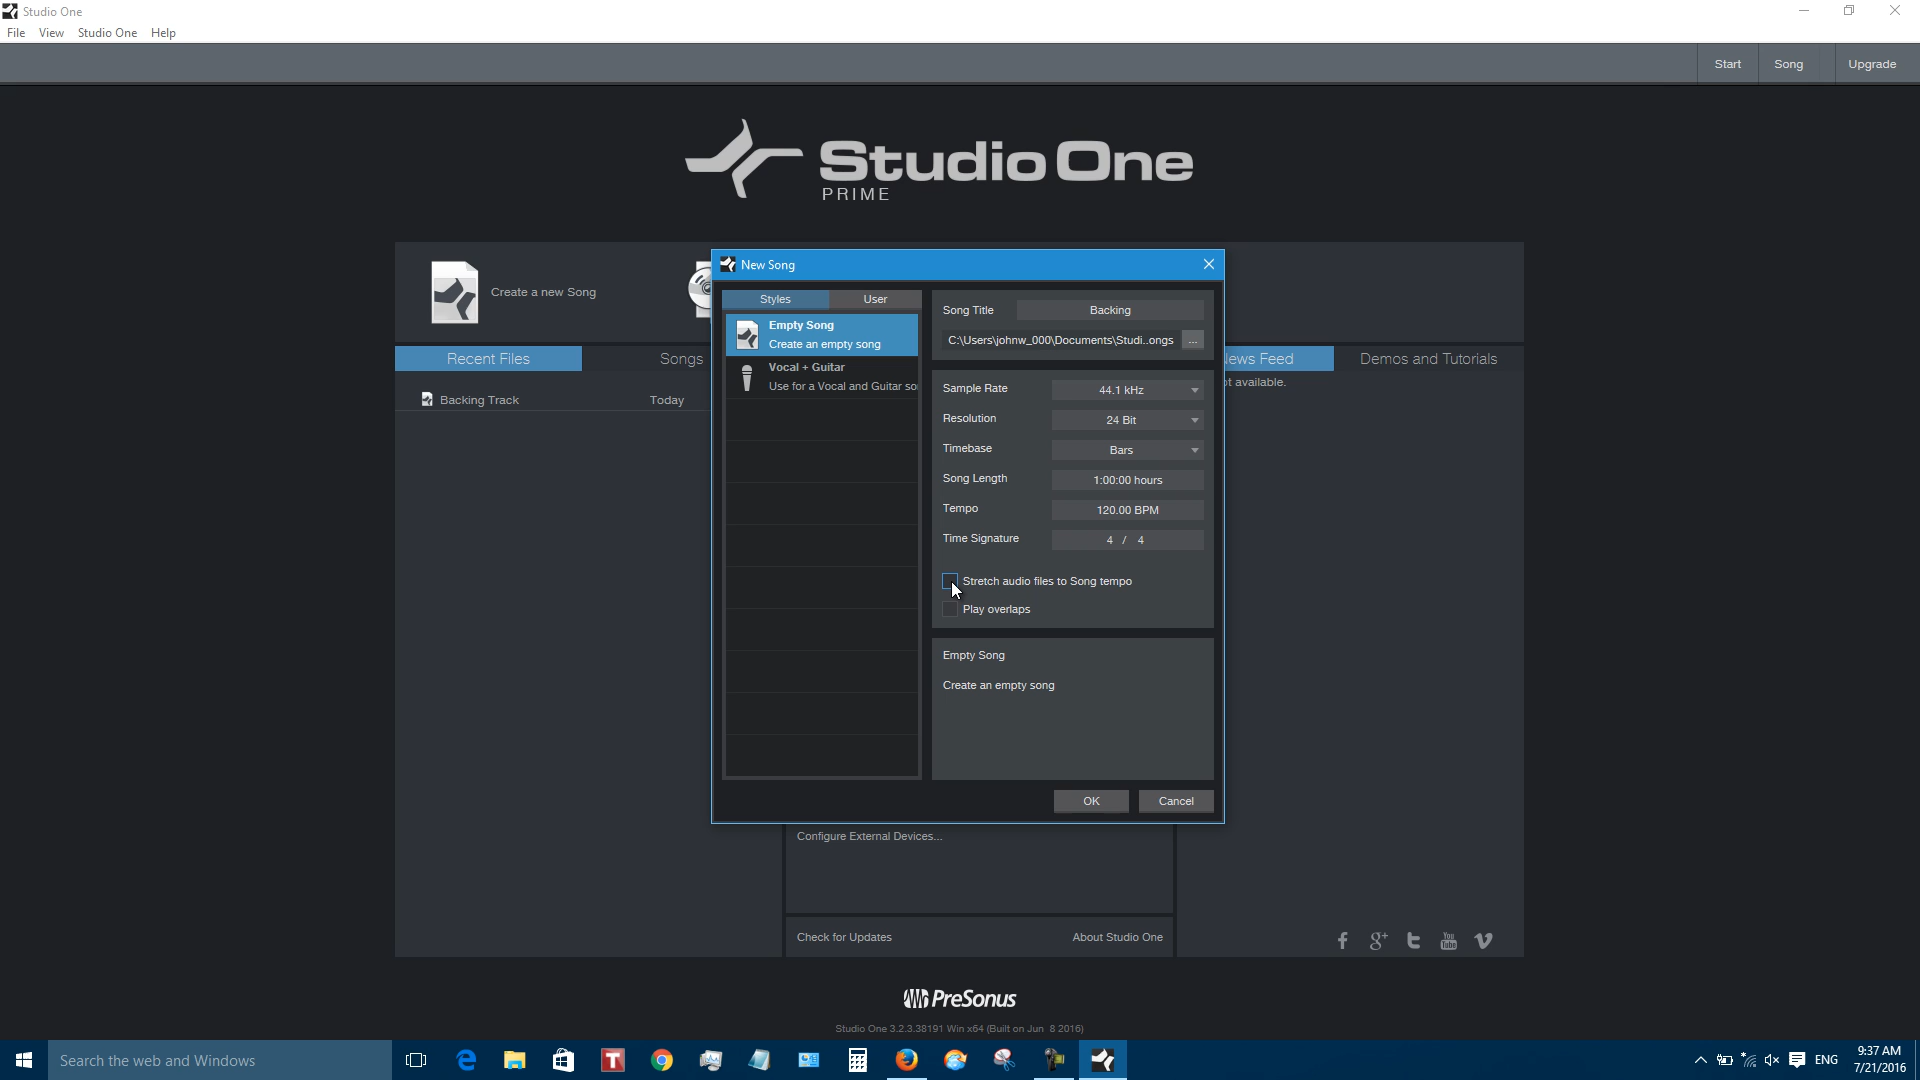 Studio One
File View Studio One Help
Start Song Upgrade
Studio One
PRIME
Create a new Song
New Song
Styles User
Empty Song
Create an empty song
Vocal + Guitar
Use for a Vocal and Guitar so
Song Title Backing
C:\Users\johnw_000\Documents\Studi..ongs ...
Sample Rate 44.1 kHz
Resolution 24 Bit
Timebase Bars
Song Length 1:00:00 hours
Tempo 120.00 BPM
Time Signature 4 / 4
Stretch audio files to Song tempo
Play overlaps
Empty Song
Create an empty song
OK Cancel
Recent Files Songs
Backing Track Today
News Feed Demos and Tutorials
t available.
Configure External Devices...
Check for Updates About Studio One
f g+ t You Tube v
PreSonus
Studio One 3.2.3.38191 Win x64 (Built on Jun 8 2016)
Search the web and Windows
ENG
9:37 AM
7/21/2016